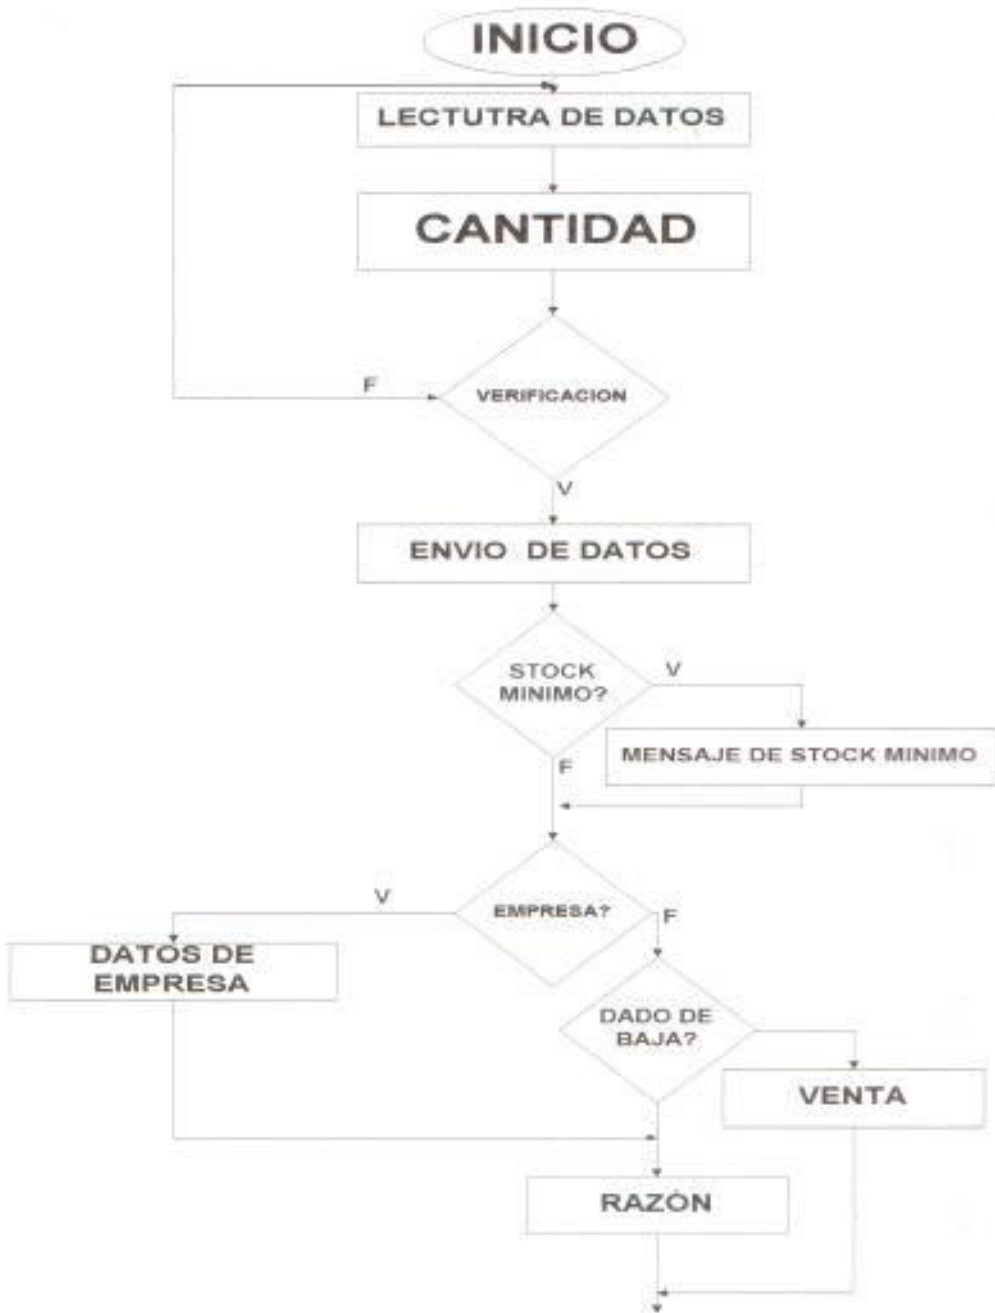 INICIO
LECTUTRA DE DATOS
CANTIDAD
F
VERIFICACION
V
ENVIO DE DATOS
STOCK
MINIMO?
V
MENSAJE DE STOCK MINIMO
F
V
EMPRESA?
F
DATOS DE
EMPRESA
DADO DE
BAJA?
VENTA
RAZÓN